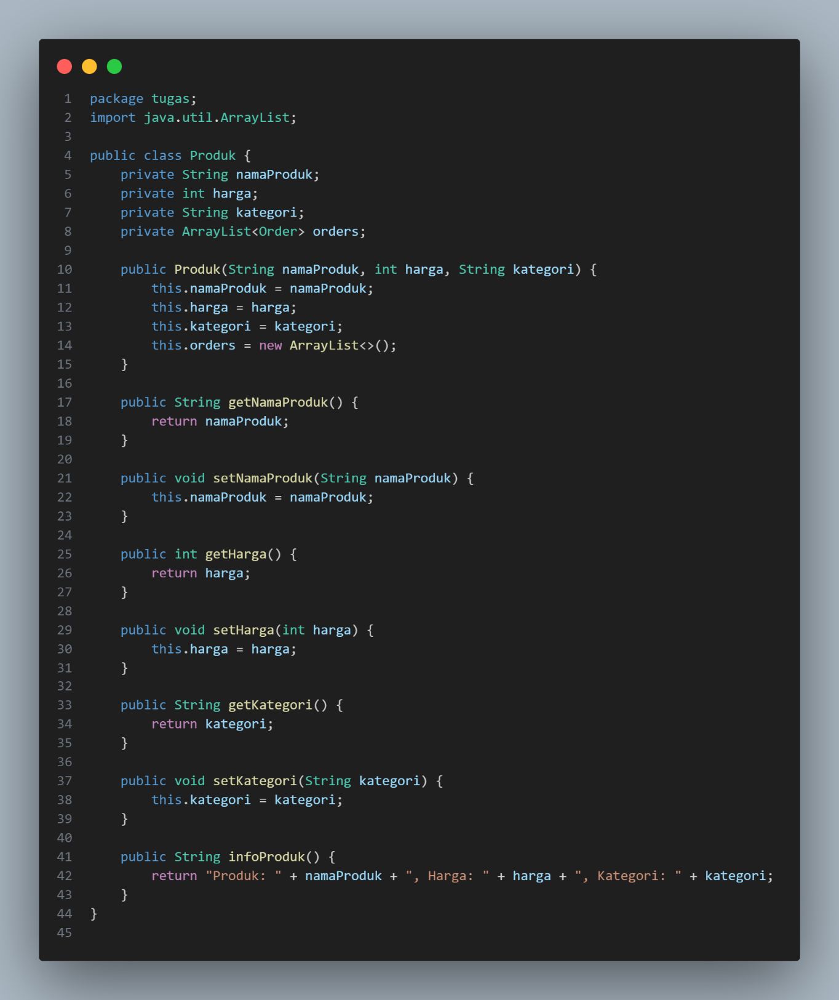 1 package tugas;
2 import java.util.ArrayList;
3
4 public class Produk {
5     private String namaProduk;
6     private int harga;
7     private String kategori;
8     private ArrayList<Order> orders;
9
10     public Produk(String namaProduk, int harga, String kategori) {
11         this.namaProduk = namaProduk;
12         this.harga = harga;
13         this.kategori = kategori;
14         this.orders = new ArrayList<>();
15     }
16
17     public String getNamaProduk() {
18         return namaProduk;
19     }
20
21     public void setNamaProduk(String namaProduk) {
22         this.namaProduk = namaProduk;
23     }
24
25     public int getHarga() {
26         return harga;
27     }
28
29     public void setHarga(int harga) {
30         this.harga = harga;
31     }
32
33     public String getKategori() {
34         return kategori;
35     }
36
37     public void setKategori(String kategori) {
38         this.kategori = kategori;
39     }
40
41     public String infoProduk() {
42         return "Produk: " + namaProduk + ", Harga: " + harga + ", Kategori: " + kategori;
43     }
44 }
45